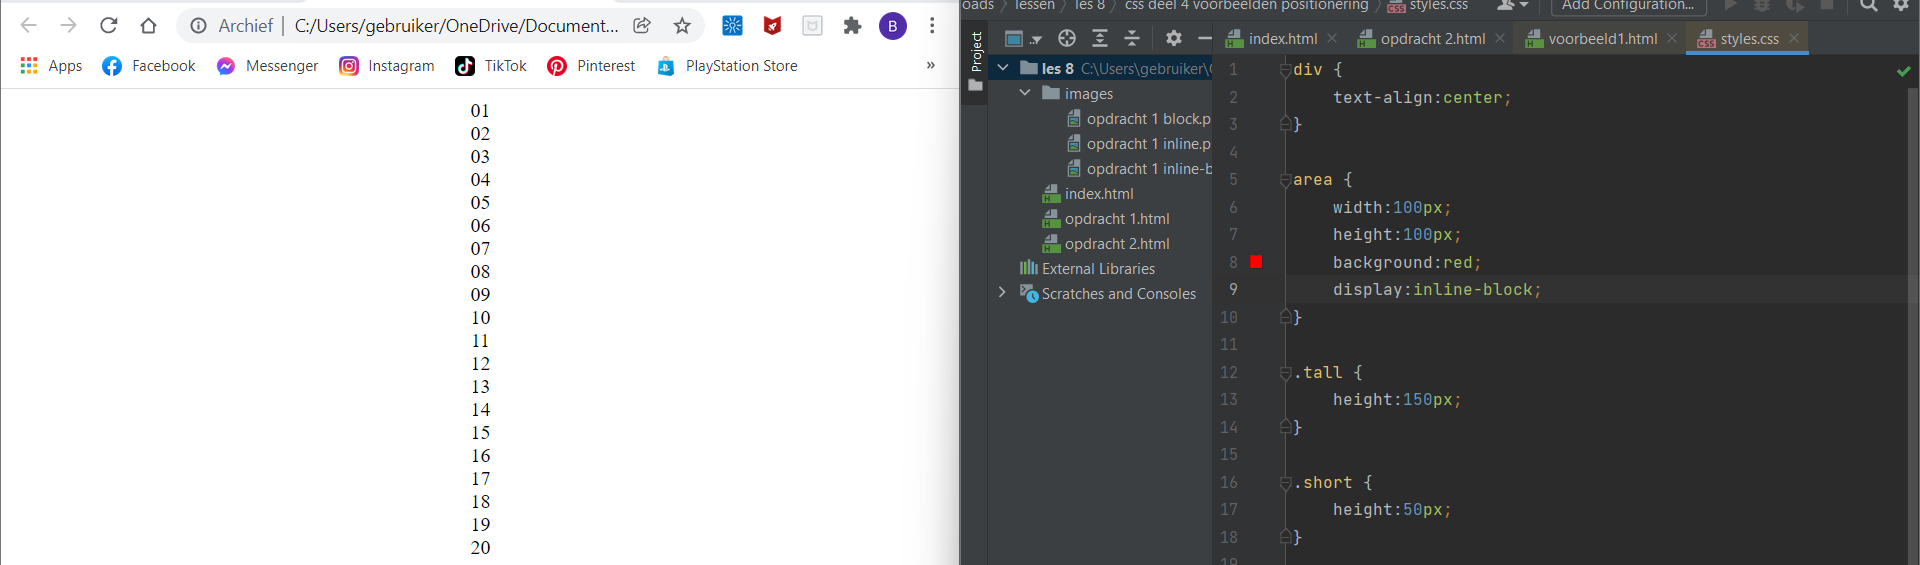 Archief | C:/Users/gebruiker/OneDrive/Document...
B
Apps Facebook Messenger Instagram TikTok Pinterest PlayStation Store »
01
02
03
04
05
06
07
08
09
10
11
12
13
14
15
16
17
18
19
20
oads lessen les 8 css deel 4 voorbeelden positionering styles.css Add Configuration...
Project
index.html opdracht 2.html voorbeeld1.html styles.css
les 8 C:\Users\gebruiker\
images
opdracht 1 block.p
opdracht 1 inline.p
opdracht 1 inline-b
index.html
opdracht 1.html
opdracht 2.html
External Libraries
Scratches and Consoles
1 div {
2 text-align:center;
3 }
4
5 area {
6 width:100px;
7 height:100px;
8 background:red;
9 display:inline-block;
10 }
11
12 .tall {
13 height:150px;
14 }
15
16 .short {
17 height:50px;
18 }
19